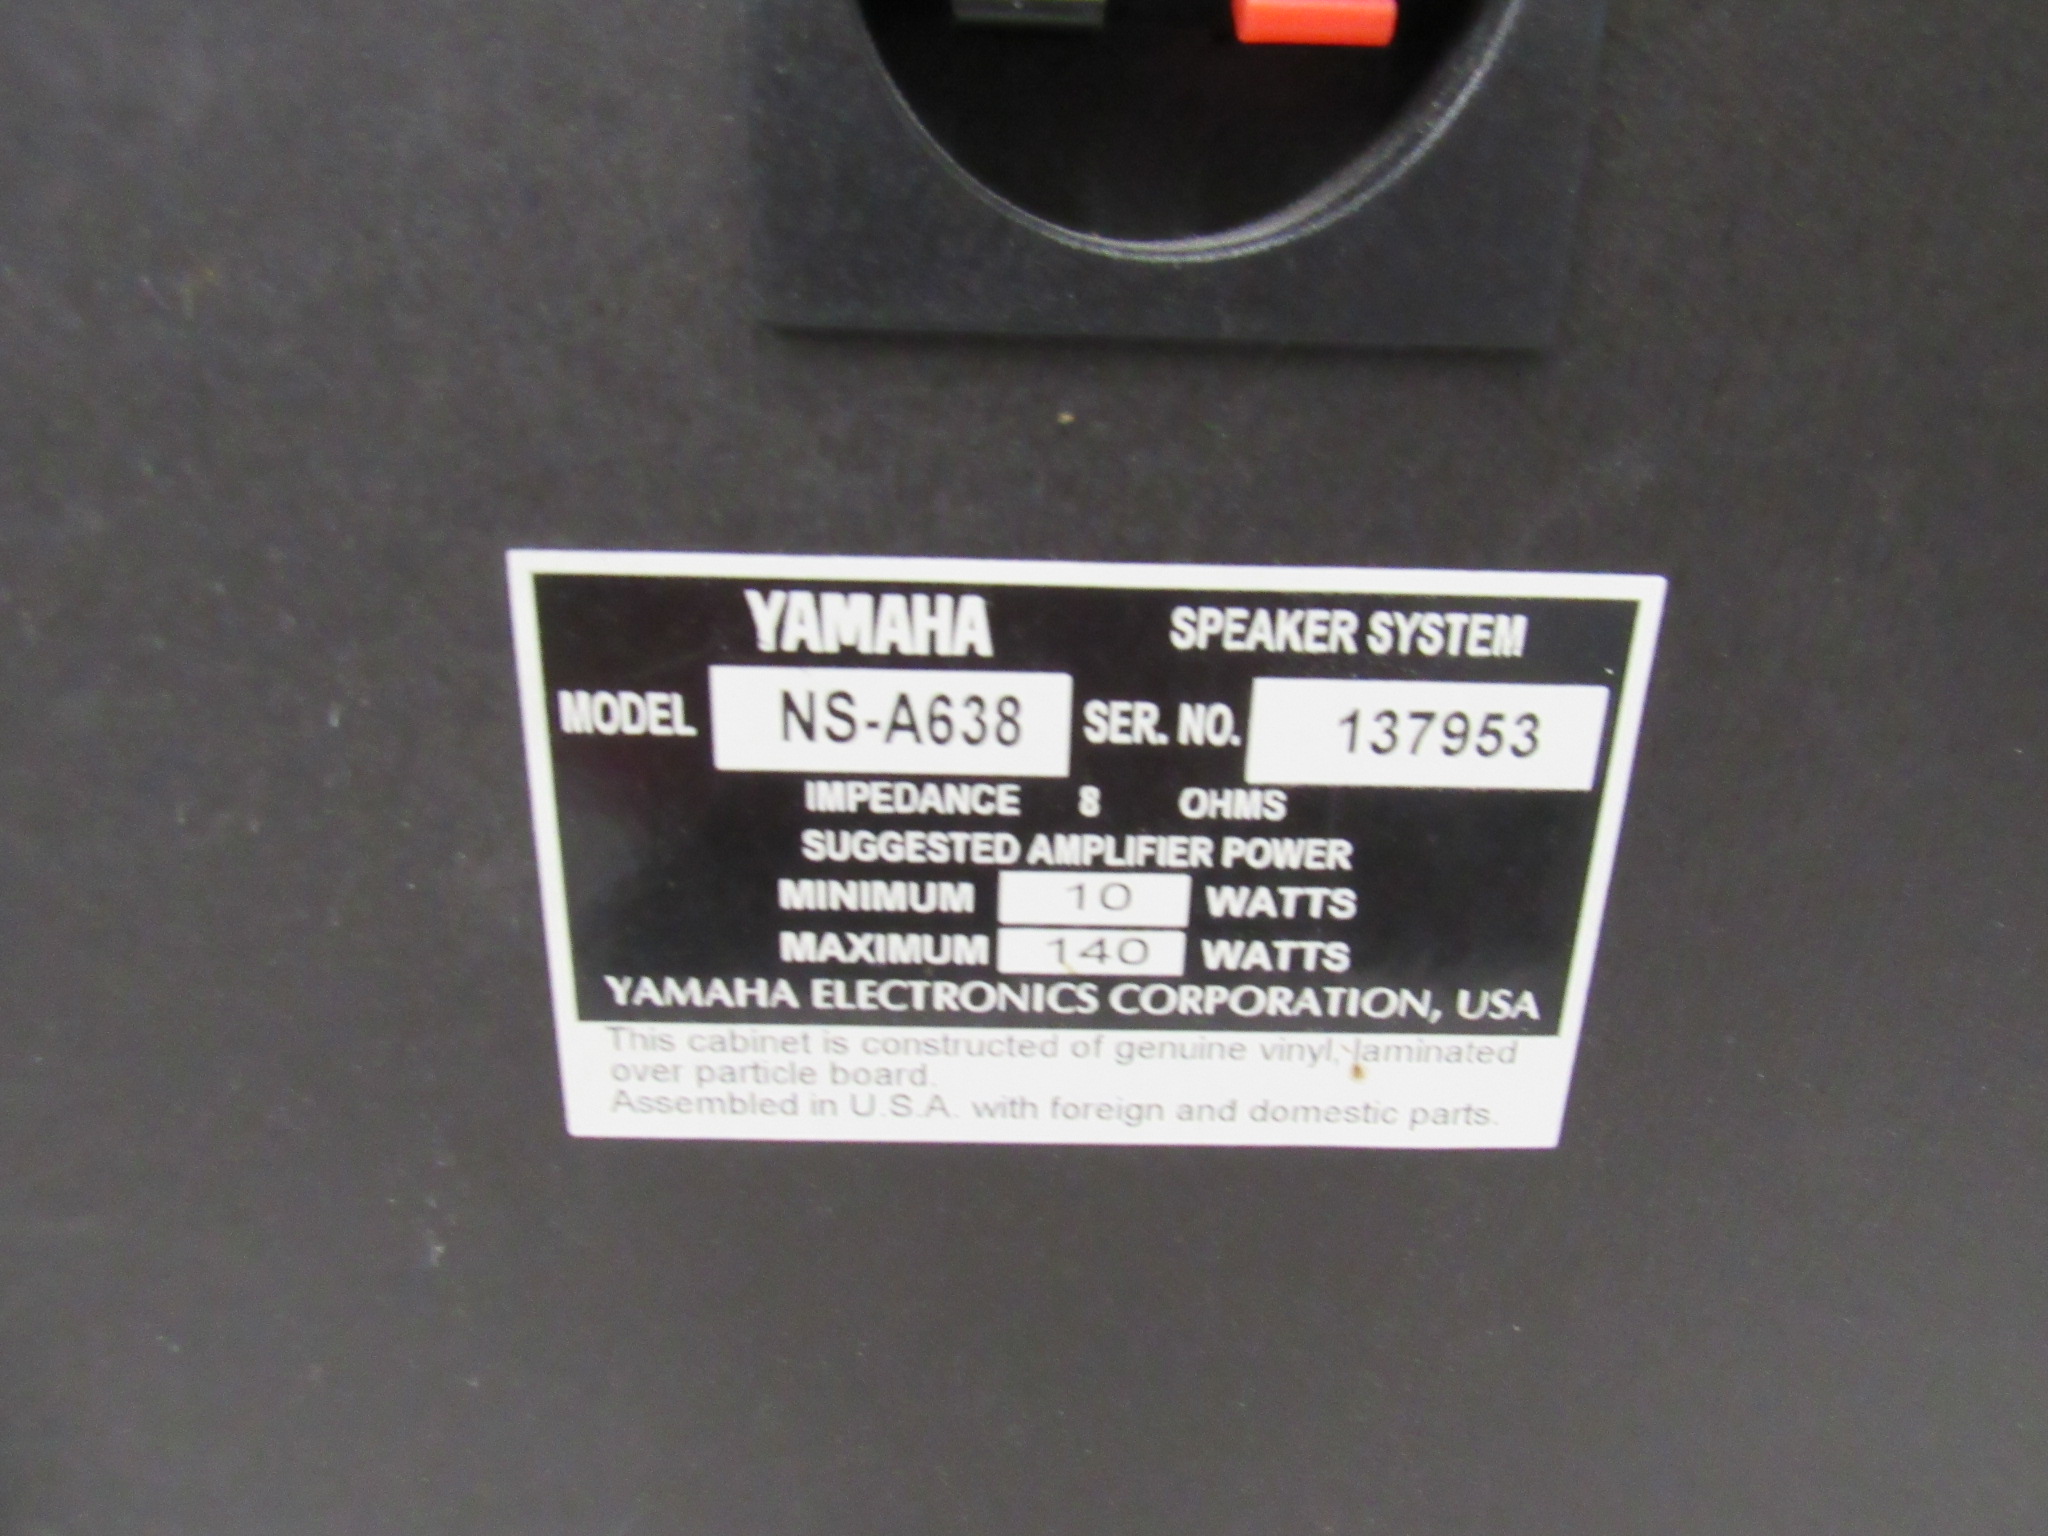 YAMAHA SPEAKER SYSTEM
MODEL NS-A638 SER. NO. 137953
IMPEDANCE 8 OHMS
SUGGESTED AMPLIFIER POWER
MINIMUM 10 WATTS
MAXIMUM 140 WATTS
YAMAHA ELECTRONICS CORPORATION, USA
This cabinet is constructed of genuine vinyl, laminated
over particle board.
Assembled in U.S.A. with foreign and domestic parts.